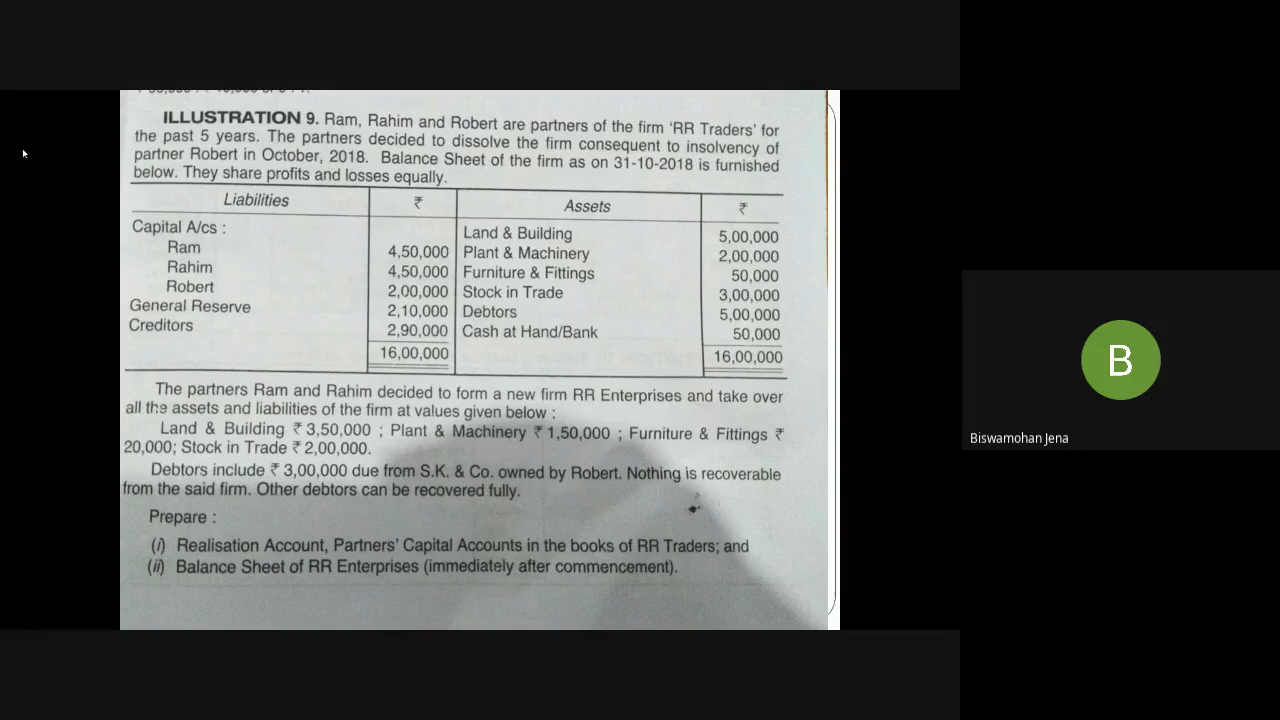 ILLUSTRATION 9. Ram, Rahim and Robert are partners of the firm ‘RR Traders’ for
the past 5 years. The partners decided to dissolve the firm consequent to insolvency of
partner Robert in October, 2018. Balance Sheet of the firm as on 31-10-2018 is furnished
below. They share profits and losses equally.
Liabilities ₹ Assets ₹
Capital A/cs : Land & Building 5,00,000
Ram 4,50,000 Plant & Machinery 2,00,000
Rahim 4,50,000 Furniture & Fittings 50,000
Robert 2,00,000 Stock in Trade 3,00,000
General Reserve 2,10,000 Debtors 5,00,000
Creditors 2,90,000 Cash at Hand/Bank 50,000
16,00,000 16,00,000
The partners Ram and Rahim decided to form a new firm RR Enterprises and take over
all the assets and liabilities of the firm at values given below :
Land & Building ₹ 3,50,000 ; Plant & Machinery ₹ 1,50,000 ; Furniture & Fittings ₹
20,000; Stock in Trade ₹ 2,00,000.
Debtors include ₹ 3,00,000 due from S.K. & Co. owned by Robert. Nothing is recoverable
from the said firm. Other debtors can be recovered fully.
Prepare :
(i) Realisation Account, Partners’ Capital Accounts in the books of RR Traders; and
(ii) Balance Sheet of RR Enterprises (immediately after commencement).
B
Biswamohan Jena